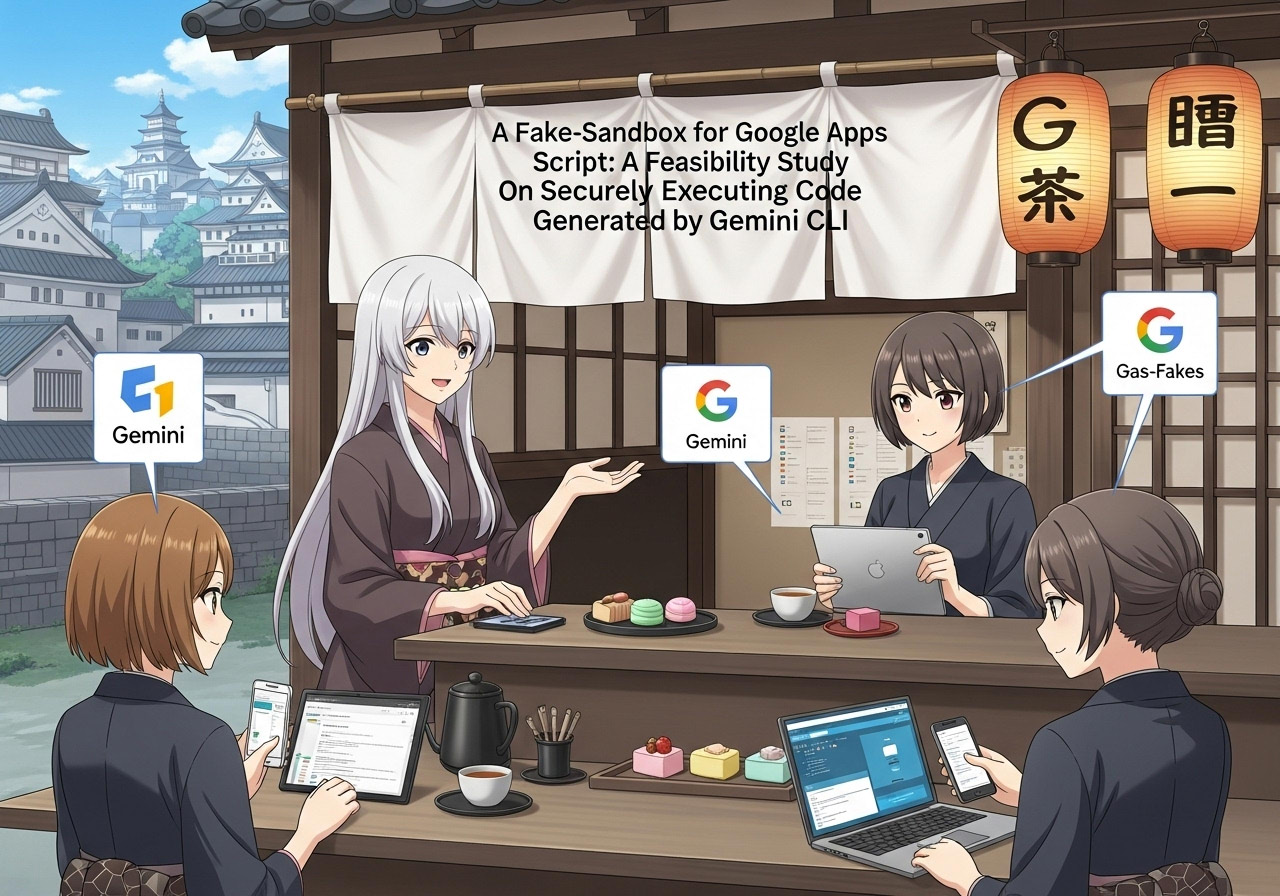 A Fake-Sandbox for Google Apps
Script: A Feasibility Study
On Securely Executing Code
Generated by Gemini CLI
G
茶
一
Gemini
Gemini
Gas-Fakes